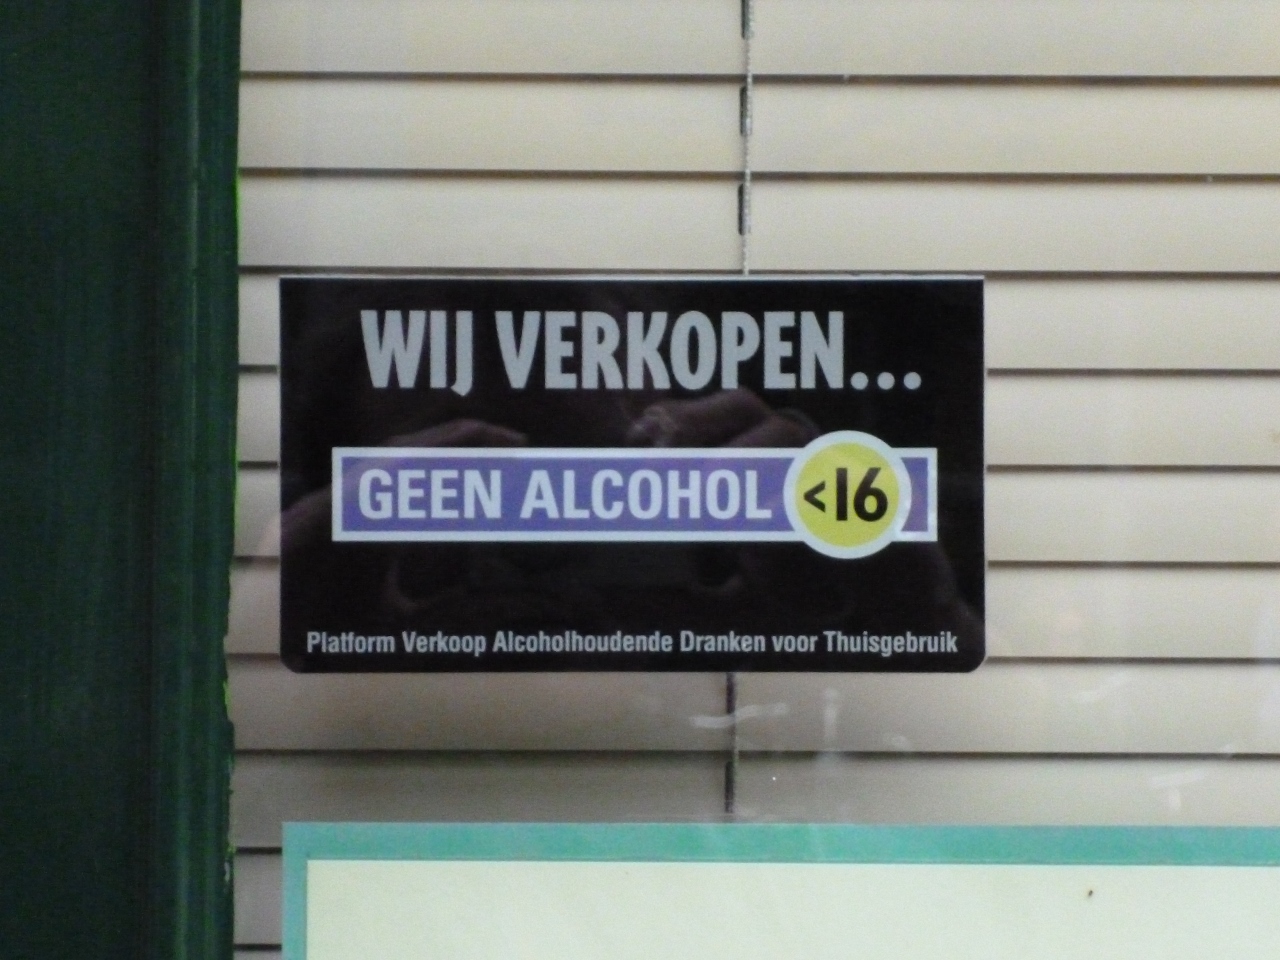 WIJ VERKOPEN...
GEEN ALCOHOL <16
Platform Verkoop Alcoholhoudende Dranken voor Thuisgebruik